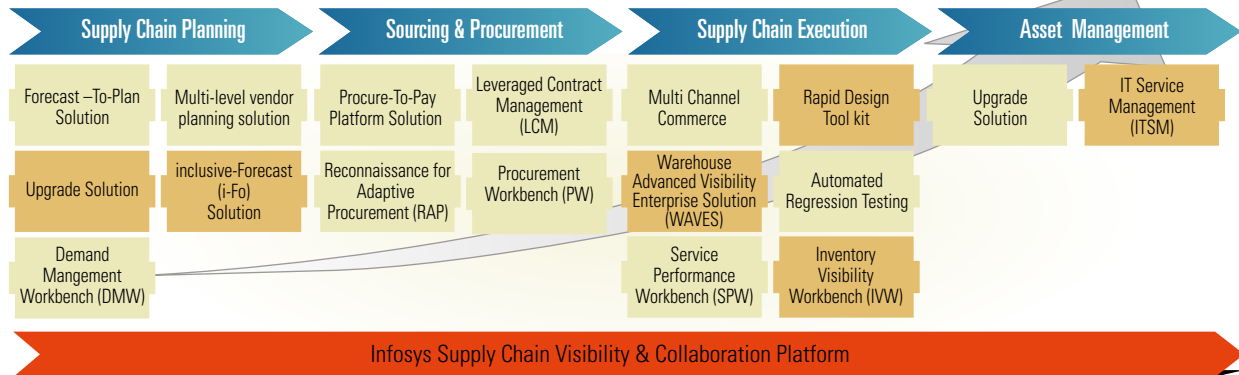 Supply Chain Planning
Sourcing & Procurement
Supply Chain Execution
Asset Management
Forecast –To-Plan
Solution
Multi-level vendor
planning solution
Procure-To-Pay
Platform Solution
Leveraged Contract
Management
(LCM)
Multi Channel
Commerce
Rapid Design
Tool kit
Upgrade
Solution
IT Service
Management
(ITSM)
Upgrade Solution
inclusive-Forecast
(i-Fo)
Solution
Reconnaissance for
Adaptive
Procurement (RAP)
Procurement
Workbench (PW)
Warehouse
Advanced Visibility
Enterprise Solution
(WAVES)
Automated
Regression Testing
Demand
Mangement
Workbench (DMW)
Service
Performance
Workbench (SPW)
Inventory
Visibility
Workbench (IVW)
Infosys Supply Chain Visibility & Collaboration Platform